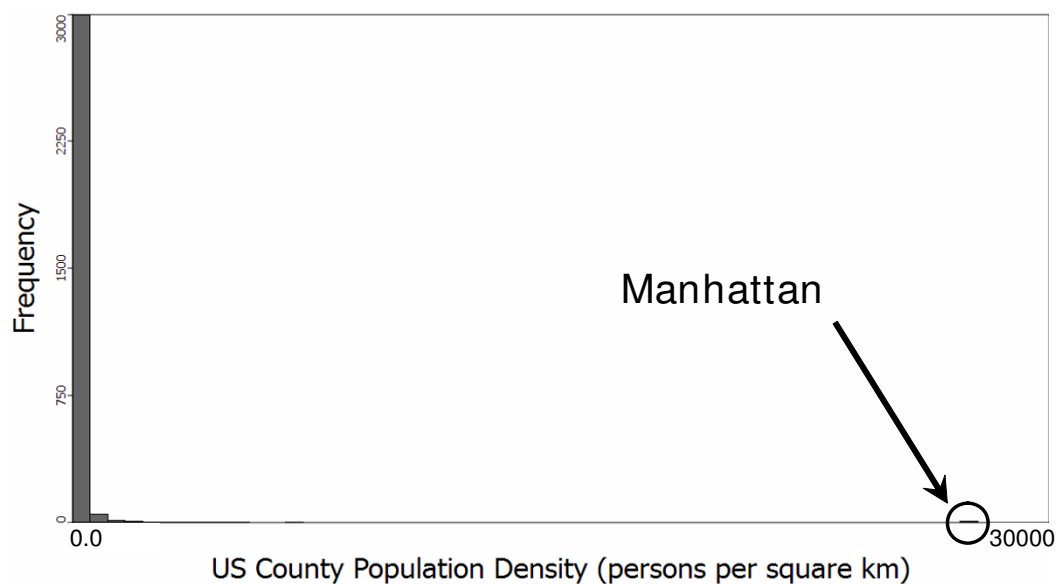 3000
2250
1500
750
0
Frequency
Manhattan
0.0
30000
US County Population Density (persons per square km)